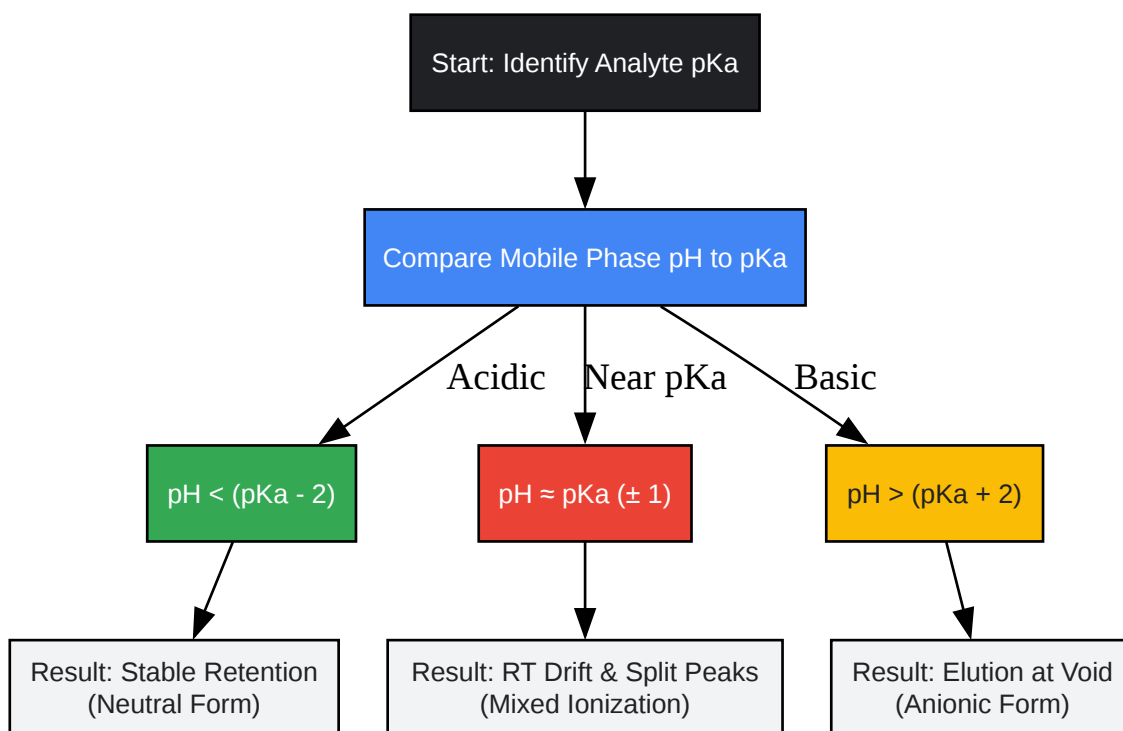 Start: Identify Analyte pKa
Compare Mobile Phase pH to pKa
Acidic
Near pKa
Basic
pH < (pKa - 2)
pH ≈ pKa (± 1)
pH > (pKa + 2)
Result: Stable Retention
(Neutral Form)
Result: RT Drift & Split Peaks
(Mixed Ionization)
Result: Elution at Void
(Anionic Form)